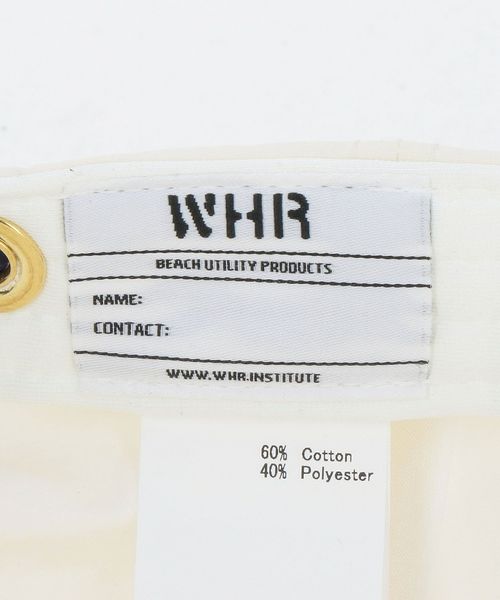 WHR
BEACH UTILITY PRODUCTS
NAME:
CONTACT:
WWW.WHR.INSTITUTE
60% Cotton
40% Polyester